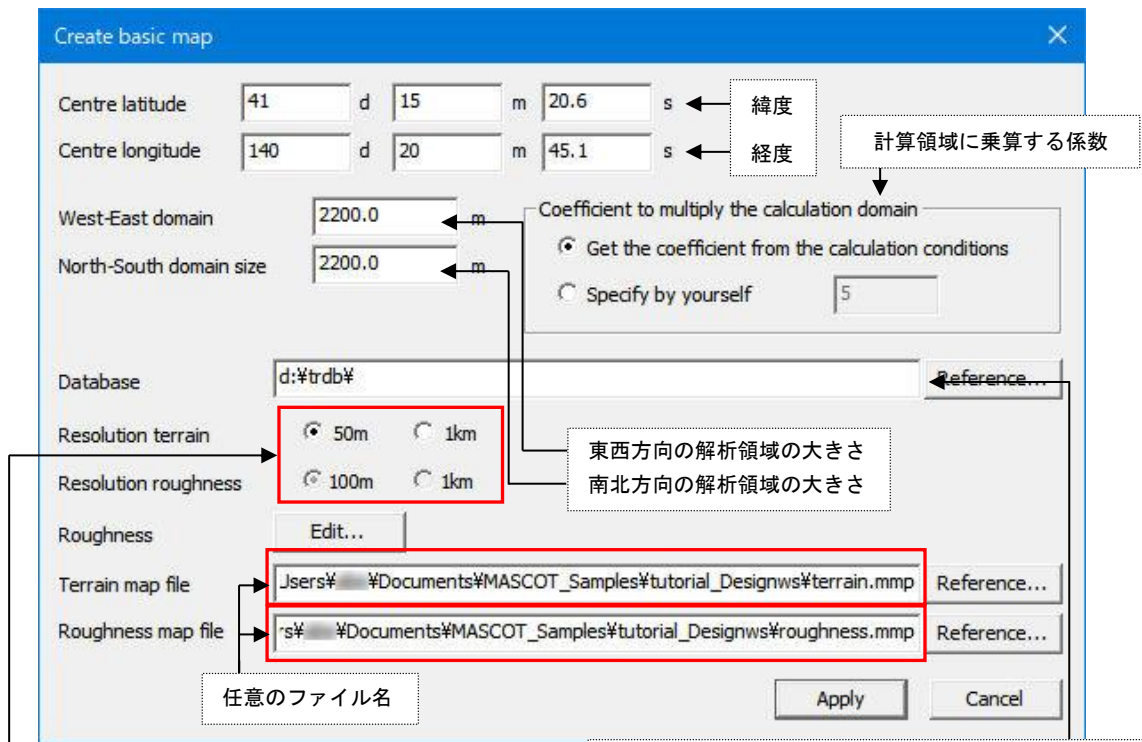 Create basic map
Centre latitude 41 d 15 m 20.6 s 緯度
Centre longitude 140 d 20 m 45.1 s 経度
計算領域に乗算する係数
West-East domain 2200.0 m
North-South domain size 2200.0 m
Coefficient to multiply the calculation domain
Get the coefficient from the calculation conditions
Specify by yourself 5
Database d:¥trdb¥ Reference...
Resolution terrain 50m 1km
Resolution roughness 100m 1km
東西方向の解析領域の大きさ
南北方向の解析領域の大きさ
Roughness Edit...
Terrain map file Jsers¥ ¥Documents¥MASCOT_Samples¥tutorial_Designws¥terrain.mmp Reference...
Roughness map file rs¥ ¥Documents¥MASCOT_Samples¥tutorial_Designws¥roughness.mmp Reference...
任意のファイル名
Apply Cancel